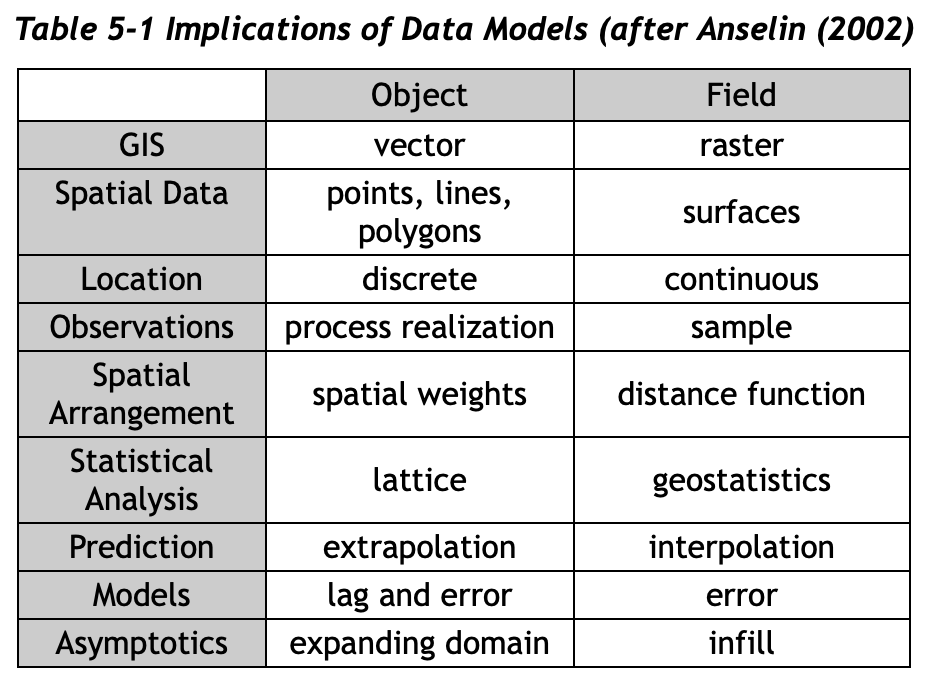 Table 5-1 Implications of Data Models (after Anselin (2002)
Object Field
GIS vector raster
Spatial Data points, lines, polygons surfaces
Location discrete continuous
Observations process realization sample
Spatial Arrangement spatial weights distance function
Statistical Analysis lattice geostatistics
Prediction extrapolation interpolation
Models lag and error error
Asymptotics expanding domain infill